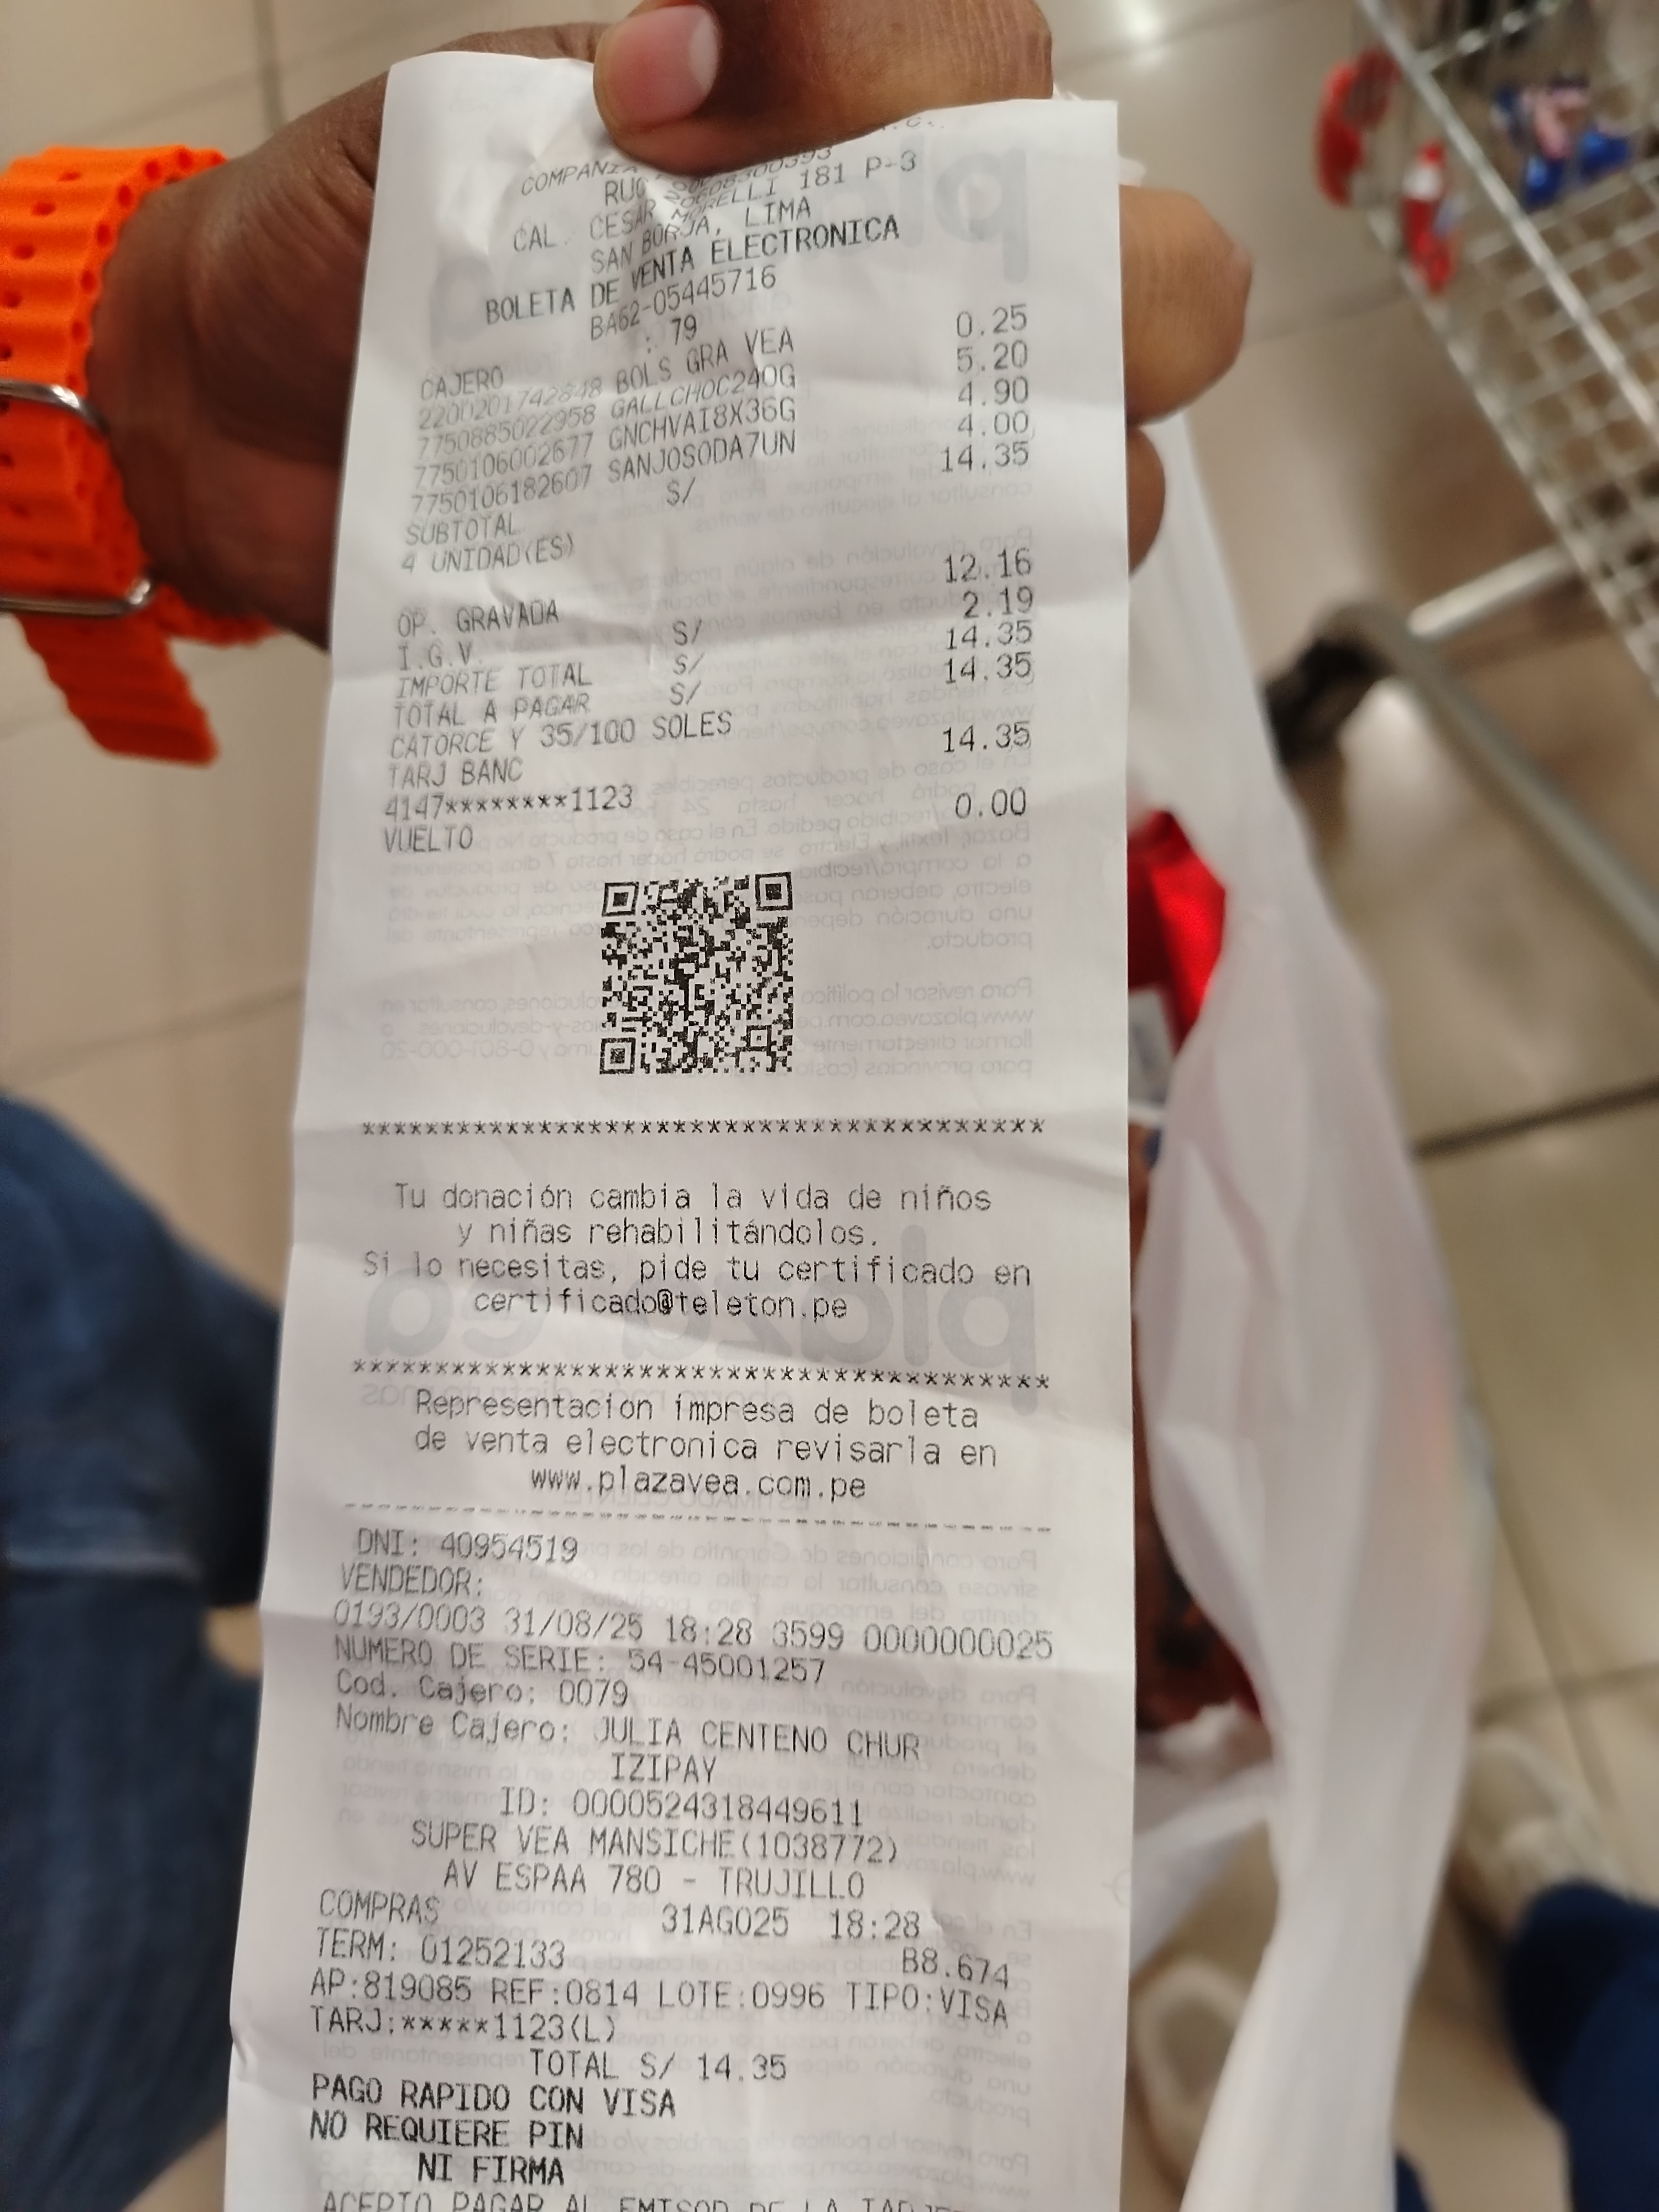 COMPANIA
RUC 20608300393
CAL. CESAR MORELLI 181 P-3
SAN BORJA, LIMA
BOLETA DE VENTA ELECTRONICA
BA62-05445716
CAJERO : 79
2200201742848 BOLS GRA VEA 0.25
7750885022958 GALLCHOC240G 5.20
7750106002677 GNCHVAI8X36G 4.90
7750106182607 SANJOSODA7UN 4.00
SUBTOTAL S/ 14.35
4 UNIDAD(ES)
OP. GRAVADA 12.16
I.G.V. S/ 2.19
IMPORTE TOTAL S/ 14.35
TOTAL A PAGAR S/ 14.35
CATORCE Y 35/100 SOLES
TARJ BANC 14.35
4147********1123
VUELTO 0.00
****************************************
Tu donación cambia la vida de niños
y niñas rehabilitándolos.
Si lo necesitas, pide tu certificado en
certificado@teleton.pe
****************************************
Representacion impresa de boleta
de venta electronica revisarla en
www.plazavea.com.pe
DNI: 40954519
VENDEDOR:
0193/0003 31/08/25 18:28 3599 0000000025
NUMERO DE SERIE: 54-45001257
Cod. Cajero: 0079
Nombre Cajero: JULIA CENTENO CHUR
IZIPAY
ID: 0000524318449611
SUPER VEA MANSICHE(1038772)
AV ESPAA 780 - TRUJILLO
COMPRAS 31AGO25 18:28
TERM: 01252133 B8.674
AP:819085 REF:0814 LOTE:0996 TIPO:VISA
TARJ:*****1123(L)
TOTAL S/ 14.35
PAGO RAPIDO CON VISA
NO REQUIERE PIN
NI FIRMA
ACEPTO PAGAR AL EMISOR DE LA